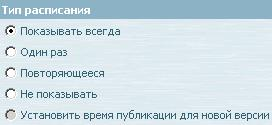 Тип расписания
Показывать всегда
Один раз
Повторяющееся
Не показывать
Установить время публикации для новой версии